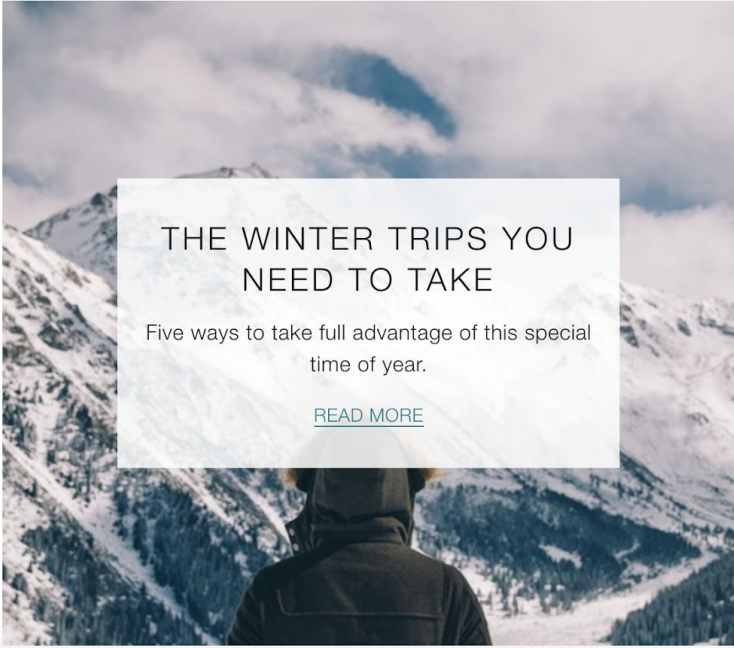 THE WINTER TRIPS YOU
NEED TO TAKE
Five ways to take full advantage of this special
time of year.
READ MORE